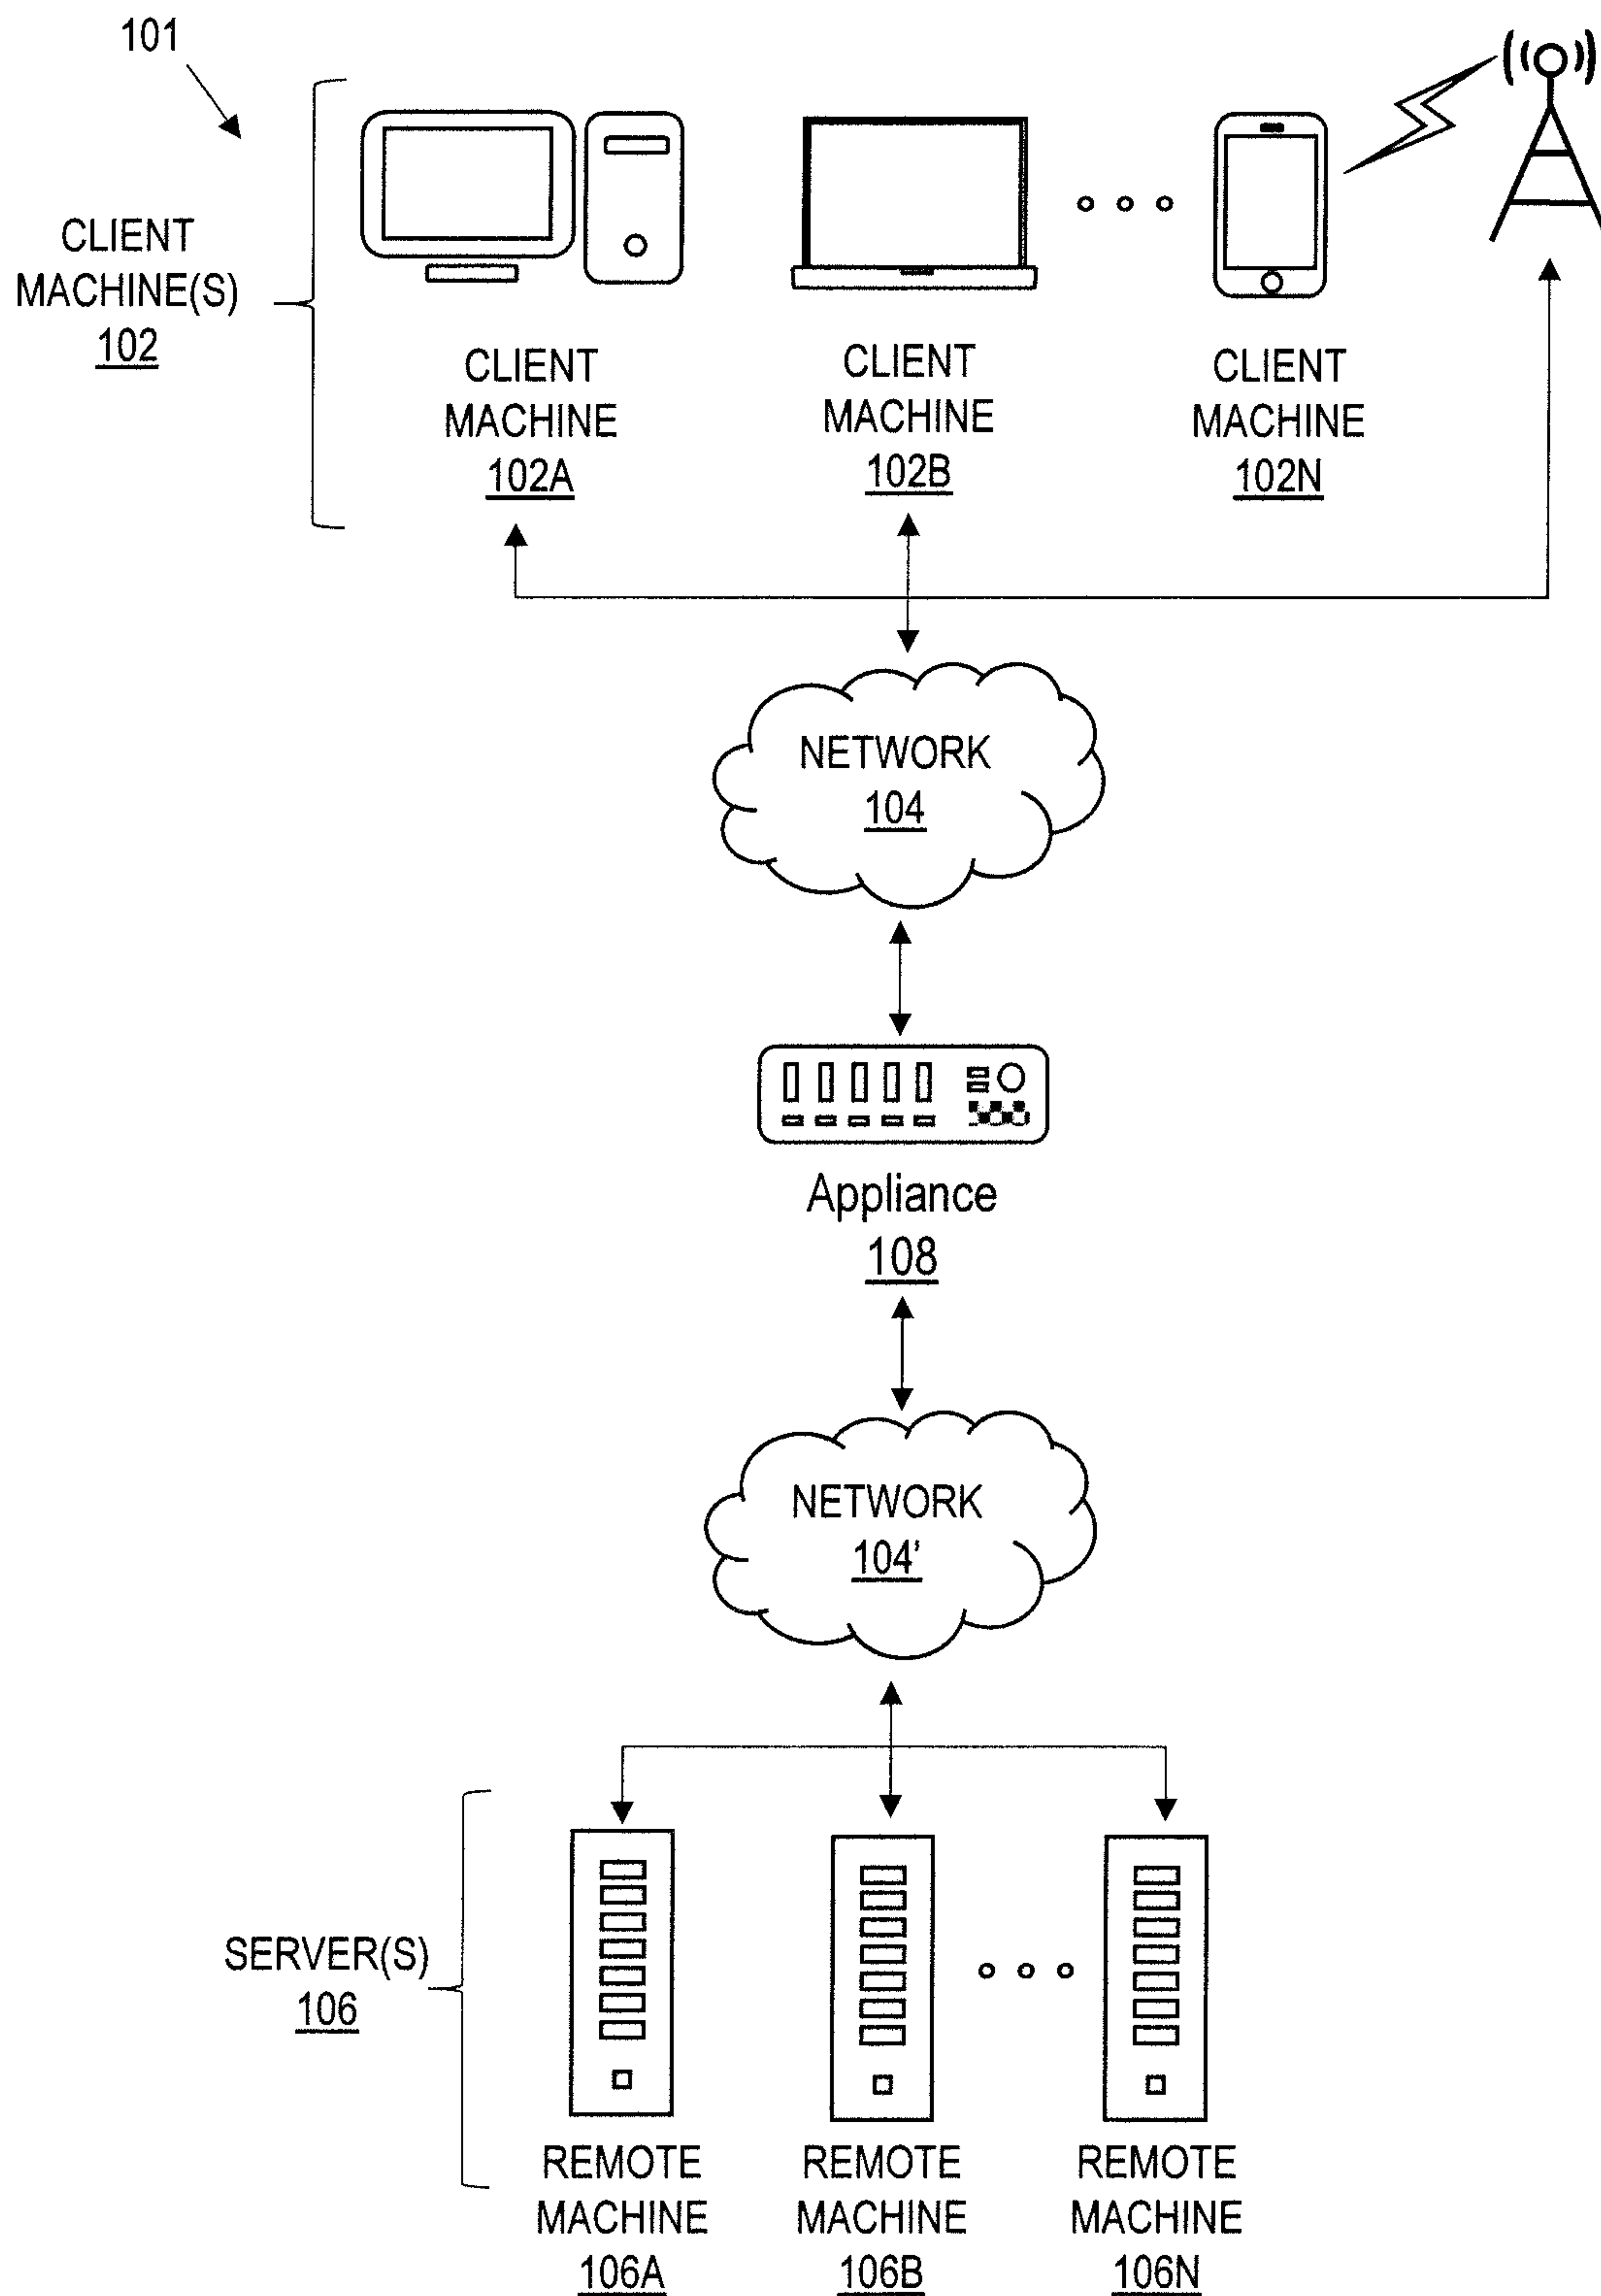 101
CLIENT
MACHINE(S)
102
CLIENT
MACHINE
102A
CLIENT
MACHINE
102B
CLIENT
MACHINE
102N
NETWORK
104
Appliance
108
NETWORK
104'
SERVER(S)
106
REMOTE
MACHINE
106A
REMOTE
MACHINE
106B
REMOTE
MACHINE
106N